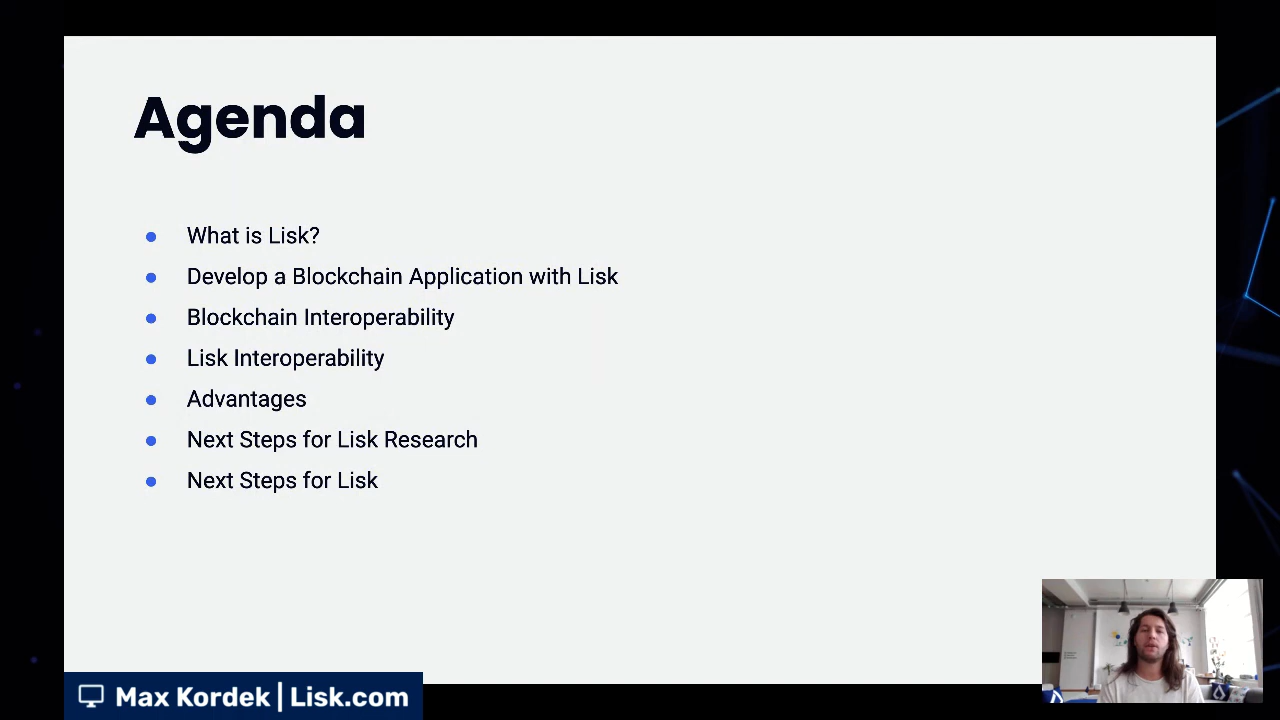 Agenda
● What is Lisk?
● Develop a Blockchain Application with Lisk
● Blockchain Interoperability
● Lisk Interoperability
● Advantages
● Next Steps for Lisk Research
● Next Steps for Lisk
Max Kordek | Lisk.com